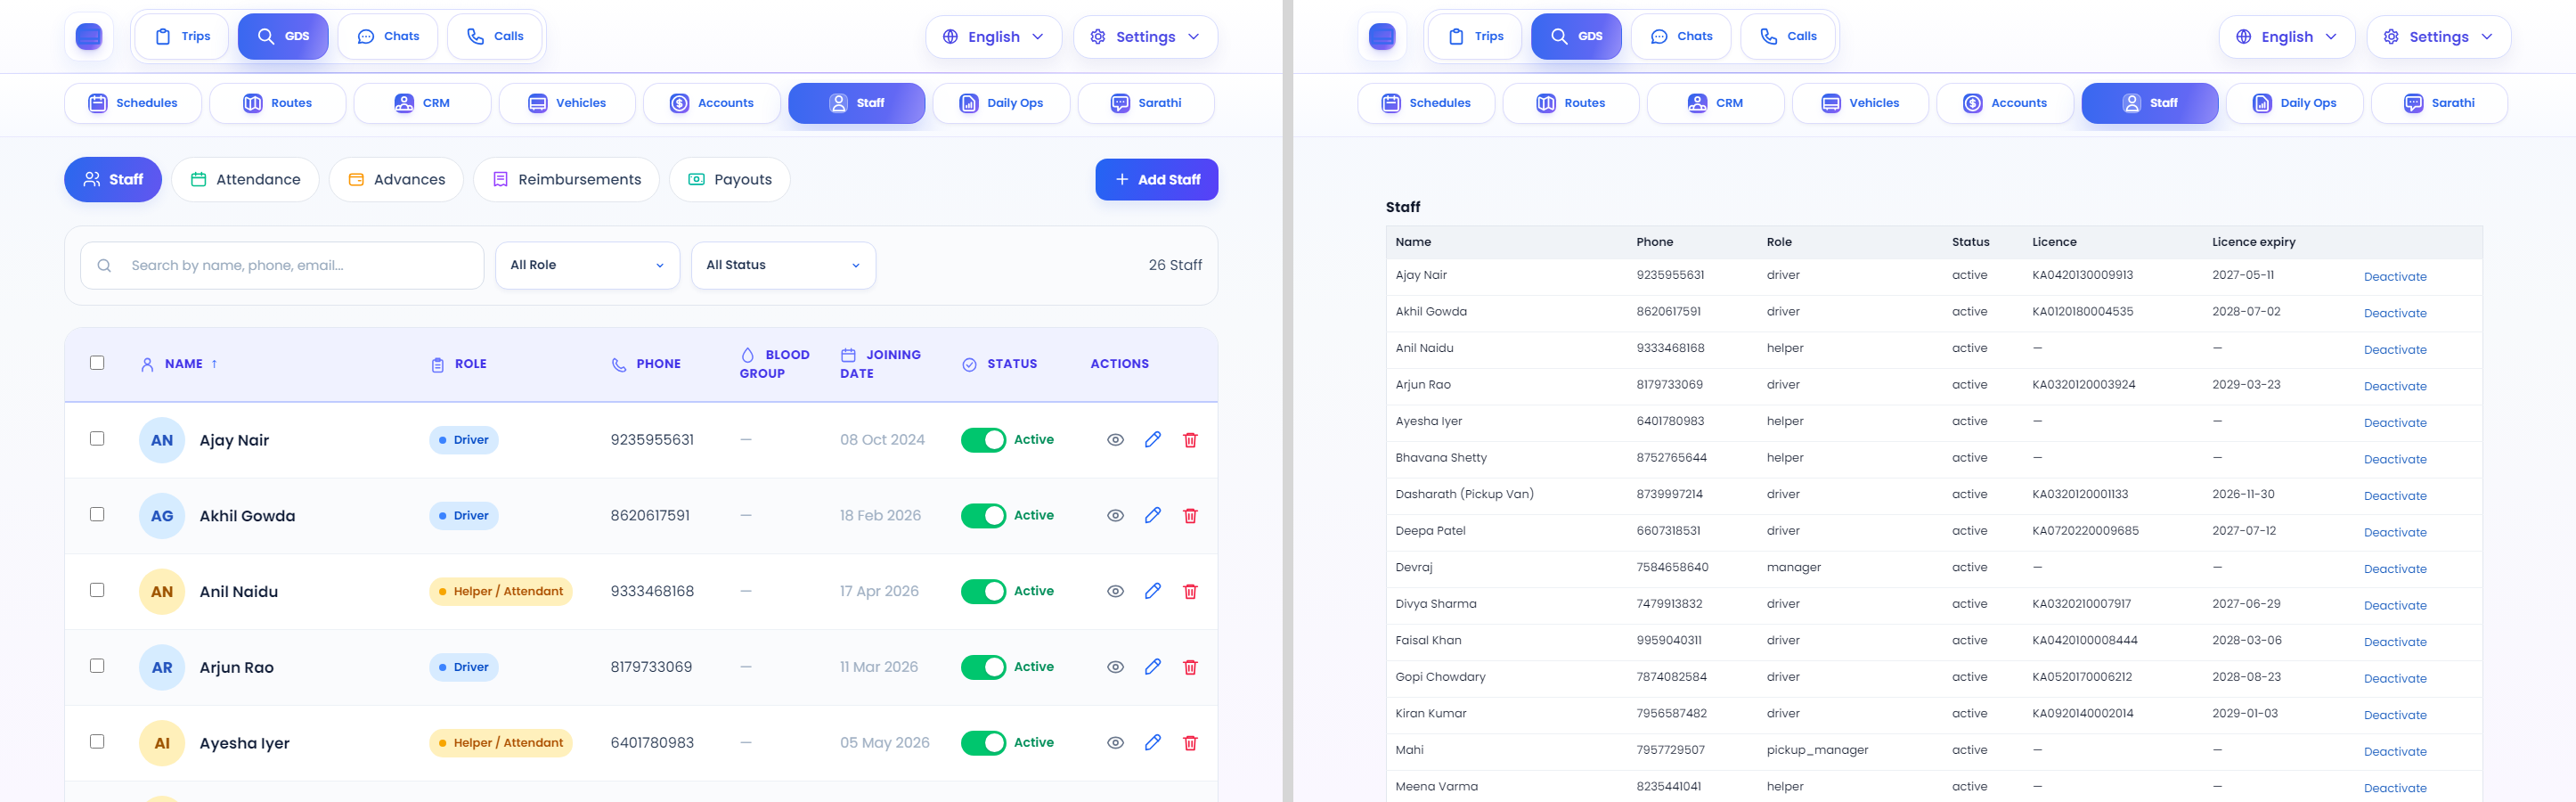 Trips GDS Chats Calls English Settings
Schedules Routes CRM Vehicles Accounts Staff Daily Ops Sarathi
Staff Attendance Advances Reimbursements Payouts + Add Staff
Search by name, phone, email... All Role All Status 26 Staff
NAME ↑ ROLE PHONE BLOOD GROUP JOINING DATE STATUS ACTIONS
AN Ajay Nair Driver 9235955631 — 08 Oct 2024 Active
AG Akhil Gowda Driver 8620617591 — 18 Feb 2026 Active
AN Anil Naidu Helper / Attendant 9333468168 — 17 Apr 2026 Active
AR Arjun Rao Driver 8179733069 — 11 Mar 2026 Active
AI Ayesha Iyer Helper / Attendant 6401780983 — 05 May 2026 Active
Trips GDS Chats Calls English Settings
Schedules Routes CRM Vehicles Accounts Staff Daily Ops Sarathi
Staff
Name Phone Role Status Licence Licence expiry
Ajay Nair 9235955631 driver active KA0420130009913 2027-05-11 Deactivate
Akhil Gowda 8620617591 driver active KA0120180004535 2028-07-02 Deactivate
Anil Naidu 9333468168 helper active — — Deactivate
Arjun Rao 8179733069 driver active KA0320120003924 2029-03-23 Deactivate
Ayesha Iyer 6401780983 helper active — — Deactivate
Bhavana Shetty 8752765644 helper active — — Deactivate
Dasharath (Pickup Van) 8739997214 driver active KA0320120001133 2026-11-30 Deactivate
Deepa Patel 6607318531 driver active KA0720220009685 2027-07-12 Deactivate
Devraj 7584658640 manager active — — Deactivate
Divya Sharma 7479913832 driver active KA0320210007917 2027-06-29 Deactivate
Faisal Khan 9959040311 driver active KA0420100008444 2028-03-06 Deactivate
Gopi Chowdary 7874082584 driver active KA0520170006212 2028-08-23 Deactivate
Kiran Kumar 7956587482 driver active KA0920140002014 2029-01-03 Deactivate
Mahi 7957729507 pickup_manager active — — Deactivate
Meena Varma 8235441041 helper active — — Deactivate